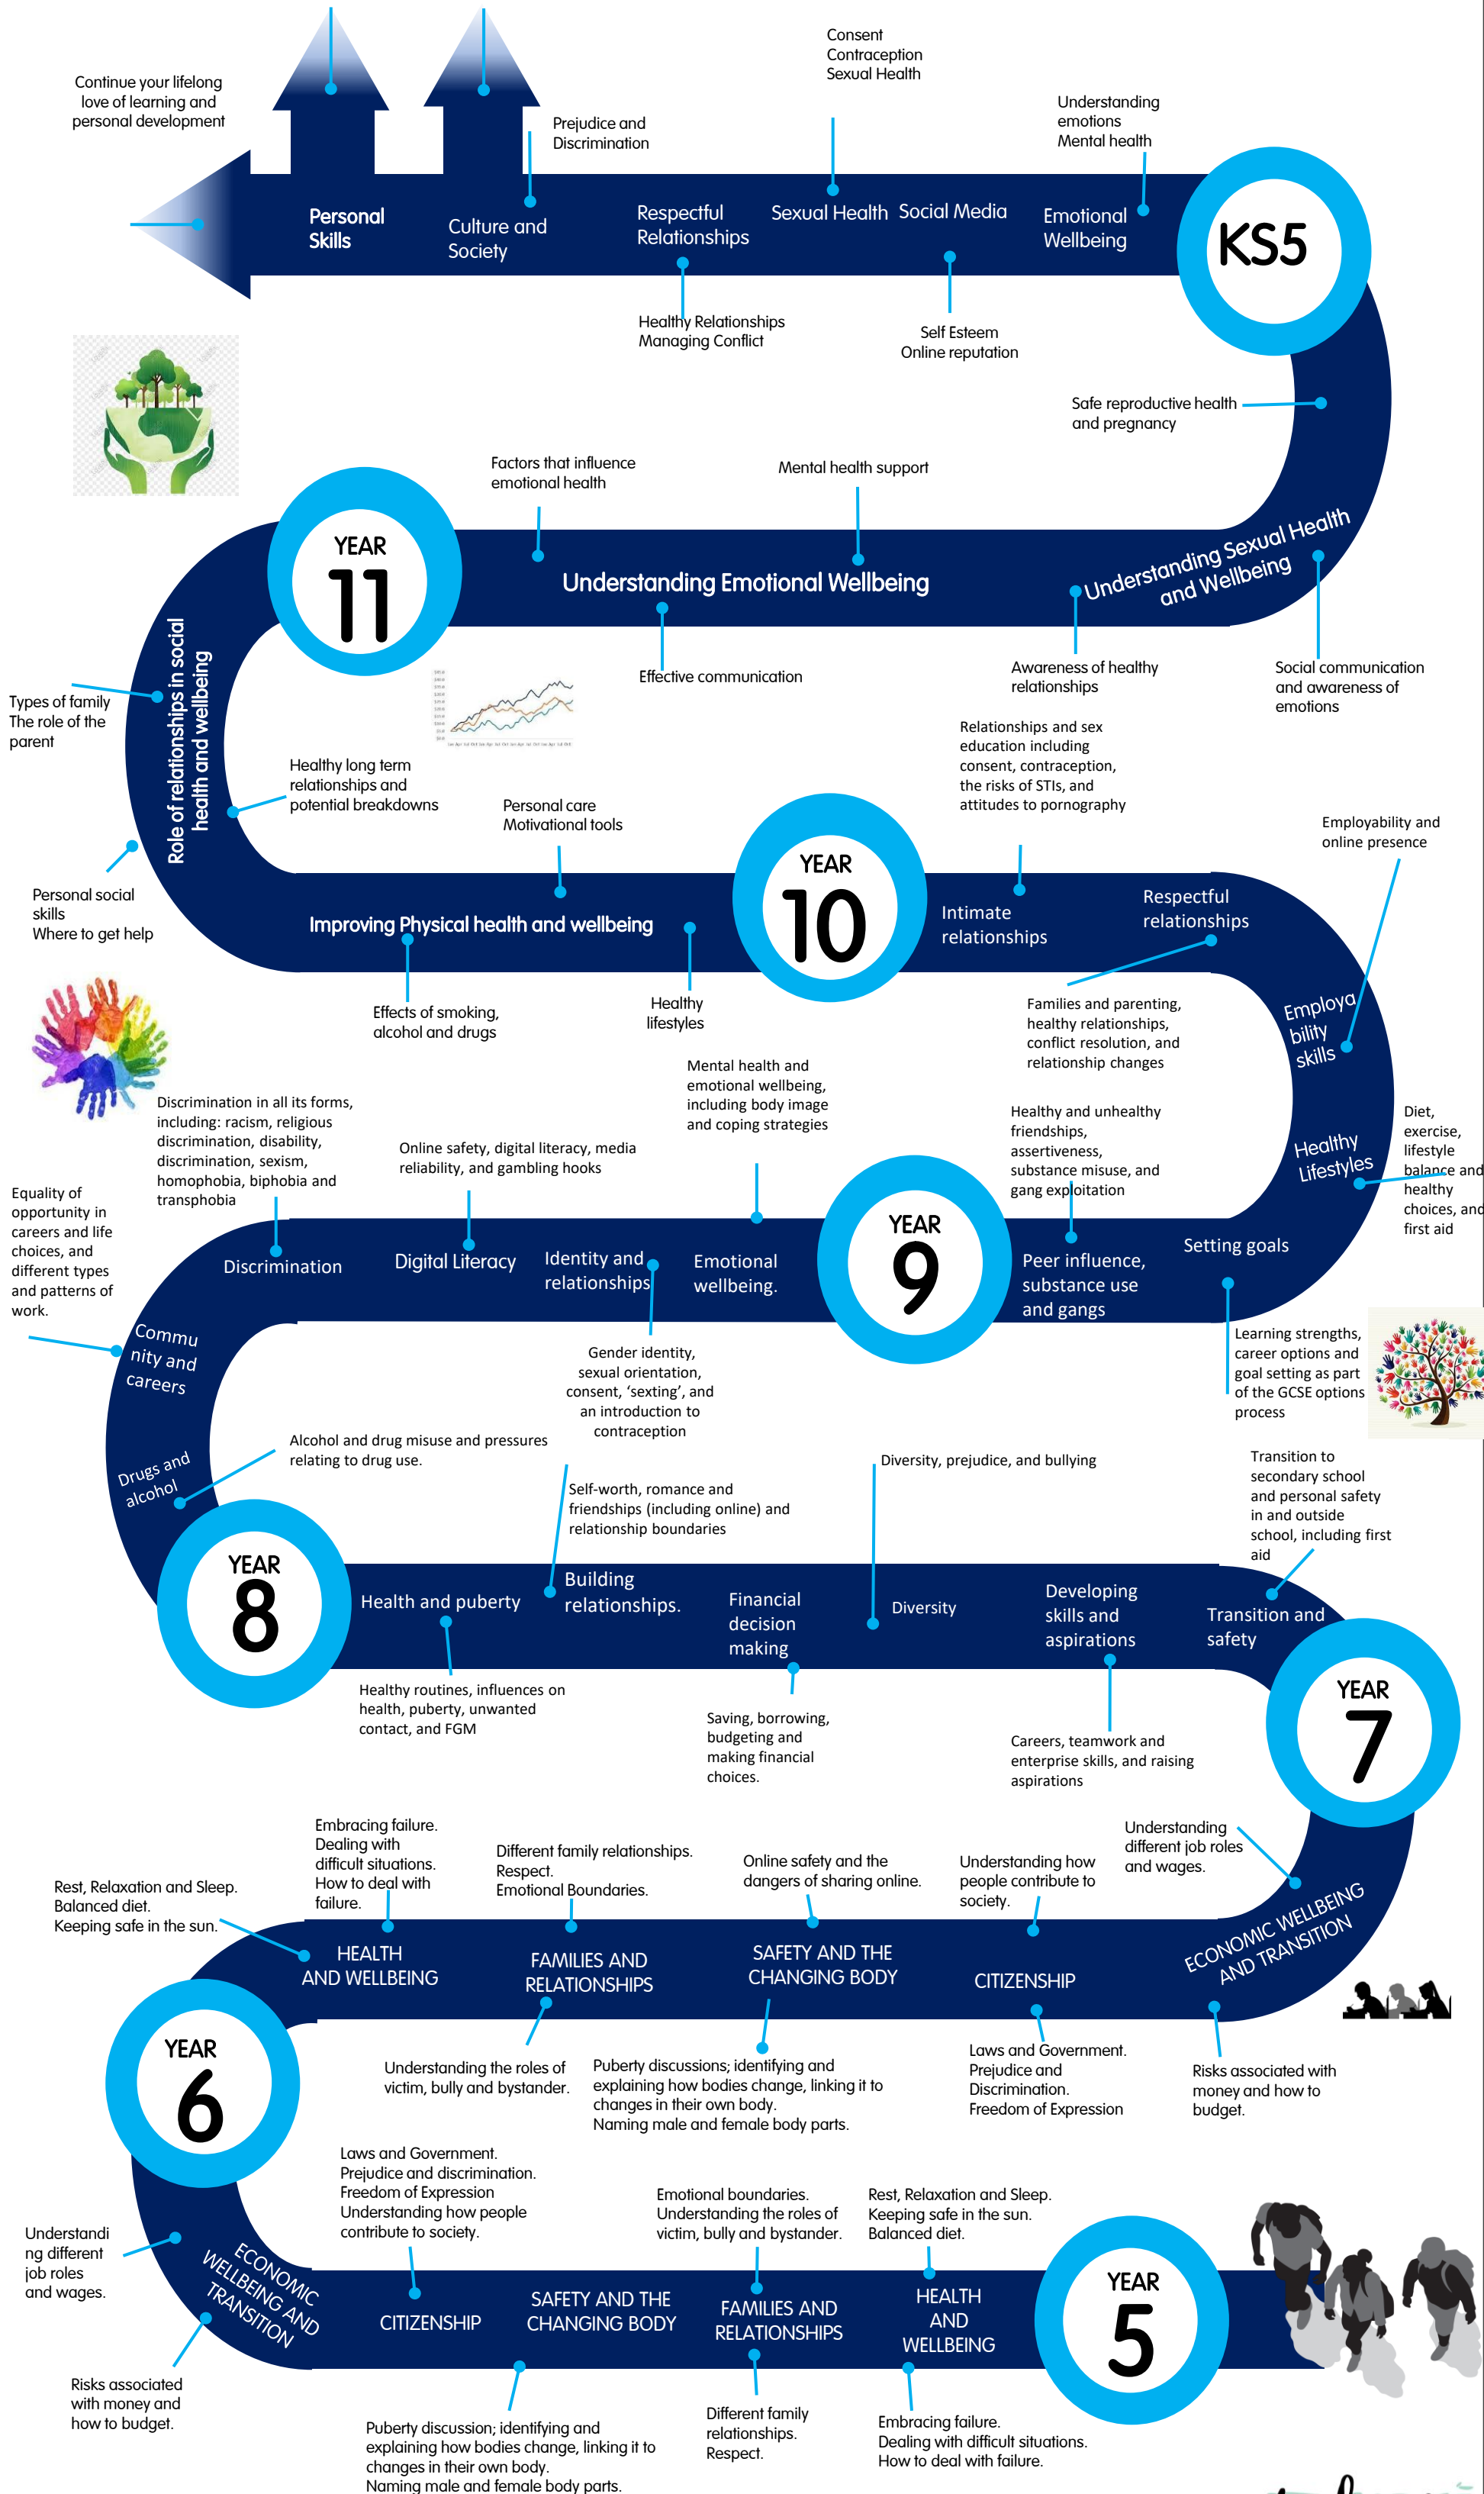 Consent
Contraception
Sexual Health
Continue your lifelong
love of learning and
personal development
Understanding
emotions
Mental health
Prejudice and
Discrimination
Personal
Skills
Culture and
Society
Respectful
Relationships
Sexual Health
Social Media
Emotional
Wellbeing
KS5
Healthy Relationships
Managing Conflict
Self Esteem
Online reputation
Safe reproductive health
and pregnancy
Factors that influence
emotional health
Mental health support
YEAR
11
Understanding Emotional Wellbeing
Understanding Sexual Health
and Wellbeing
Effective communication
Awareness of healthy
relationships
Social communication
and awareness of
emotions
Types of family
The role of the
parent
Role of relationships in social
health and wellbeing
Healthy long term
relationships and
potential breakdowns
Personal social
skills
Where to get help
Personal care
Motivational tools
Relationships and sex
education including
consent, contraception,
the risks of STIs, and
attitudes to pornography
Employability and
online presence
Improving Physical health and wellbeing
YEAR
10
Intimate
relationships
Respectful
relationships
Effects of smoking,
alcohol and drugs
Healthy
lifestyles
Families and parenting,
healthy relationships,
conflict resolution, and
relationship changes
Employa
bility
skills
Mental health and
emotional wellbeing,
including body image
and coping strategies
Discrimination in all its forms,
including: racism, religious
discrimination, disability,
discrimination, sexism,
homophobia, biphobia and
transphobia
Online safety, digital literacy, media
reliability, and gambling hooks
Healthy and unhealthy
friendships,
assertiveness,
substance misuse, and
gang exploitation
Healthy
Lifestyles
Diet,
exercise,
lifestyle
balance and
healthy
choices, and
first aid
Equality of
opportunity in
careers and life
choices, and
different types
and patterns of
work.
Discrimination
Digital Literacy
Identity and
relationships
Emotional
wellbeing.
YEAR
9
Peer influence,
substance use
and gangs
Setting goals
Commu
nity and
careers
Gender identity,
sexual orientation,
consent, ‘sexting’, and
an introduction to
contraception
Learning strengths,
career options and
goal setting as part
of the GCSE options
process
Drugs and
alcohol
Alcohol and drug misuse and pressures
relating to drug use.
Self-worth, romance and
friendships (including online) and
relationship boundaries
Diversity, prejudice, and bullying
Transition to
secondary school
and personal safety
in and outside
school, including first
aid
YEAR
8
Health and puberty
Building
relationships.
Financial
decision
making
Diversity
Developing
skills and
aspirations
Transition and
safety
YEAR
7
Healthy routines, influences on
health, puberty, unwanted
contact, and FGM
Saving, borrowing,
budgeting and
making financial
choices.
Careers, teamwork and
enterprise skills, and raising
aspirations
Rest, Relaxation and Sleep.
Balanced diet.
Keeping safe in the sun.
Embracing failure.
Dealing with
difficult situations.
How to deal with
failure.
Different family relationships.
Respect.
Emotional Boundaries.
Online safety and the
dangers of sharing online.
Understanding how
people contribute to
society.
Understanding
different job roles
and wages.
HEALTH
AND WELLBEING
FAMILIES AND
RELATIONSHIPS
SAFETY AND THE
CHANGING BODY
CITIZENSHIP
ECONOMIC WELLBEING
AND TRANSITION
YEAR
6
Understanding the roles of
victim, bully and bystander.
Puberty discussions; identifying and
explaining how bodies change, linking it to
changes in their own body.
Naming male and female body parts.
Laws and Government.
Prejudice and
Discrimination.
Freedom of Expression
Risks associated with
money and how to
budget.
Understandi
ng different
job roles
and wages.
ECONOMIC
WELLBEING AND
TRANSITION
Laws and Government.
Prejudice and discrimination.
Freedom of Expression
Understanding how people
contribute to society.
Emotional boundaries.
Understanding the roles of
victim, bully and bystander.
Rest, Relaxation and Sleep.
Keeping safe in the sun.
Balanced diet.
CITIZENSHIP
SAFETY AND THE
CHANGING BODY
FAMILIES AND
RELATIONSHIPS
HEALTH
AND
WELLBEING
YEAR
5
Risks associated
with money and
how to budget.
Puberty discussion; identifying and
explaining how bodies change, linking it to
changes in their own body.
Naming male and female body parts.
Different family
relationships.
Respect.
Embracing failure.
Dealing with difficult situations.
How to deal with failure.